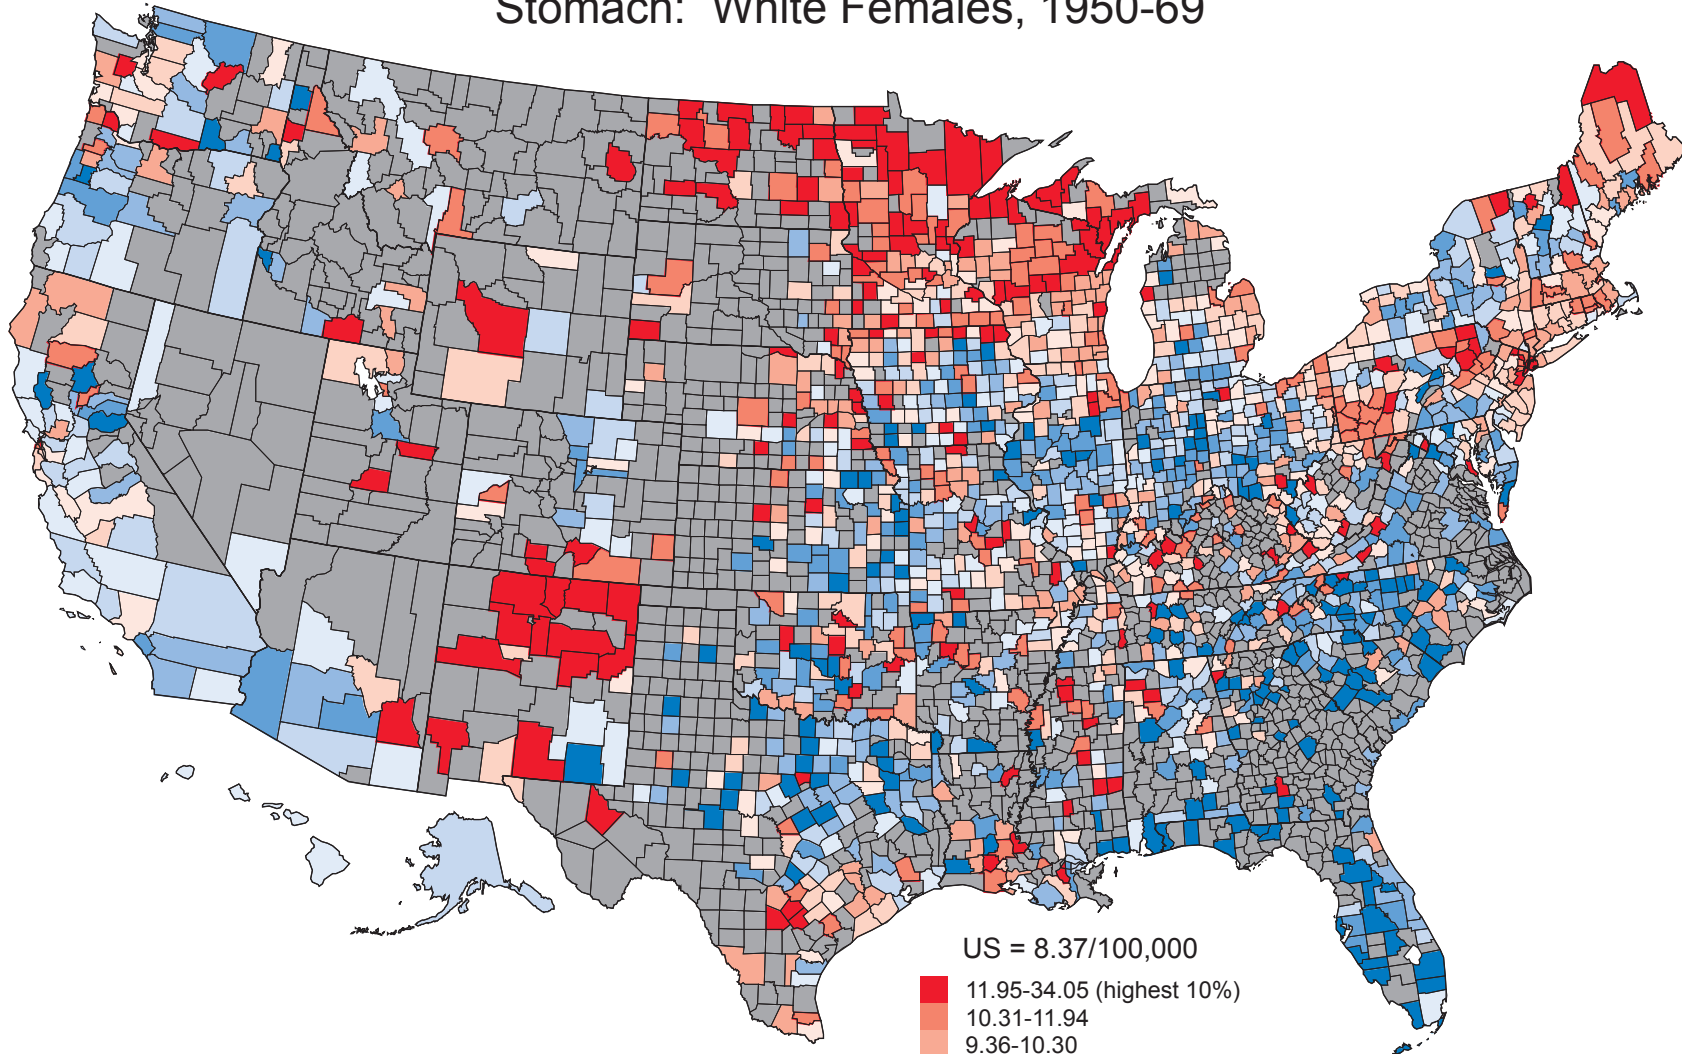 Stomach: White Females, 1950-69
US = 8.37/100,000
11.95-34.05 (highest 10%)
10.31-11.94
9.36-10.30